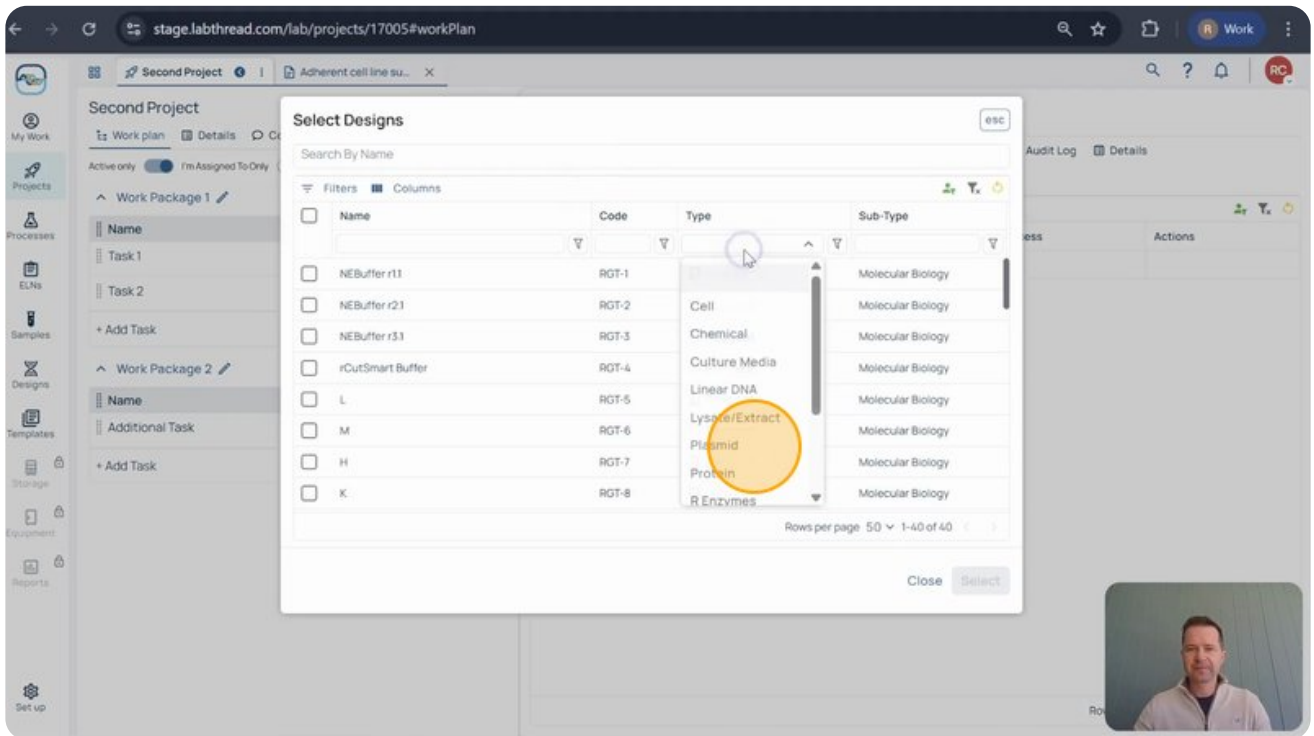 stage.labthread.com/lab/projects/17005#workPlan
R Work
Second Project
Adherent cell line su...
RC
My Work
Projects
Processes
ELNs
Samples
Designs
Templates
Storage
Equipment
Reports
Set up
Second Project
Work plan Details
Active only I'm Assigned To Only
Work Package 1
Name
Task 1
Task 2
+ Add Task
Work Package 2
Name
Additional Task
+ Add Task
Select Designs
esc
Search By Name
Filters Columns
Name Code Type Sub-Type
NEBuffer r1.1 RGT-1 Molecular Biology
NEBuffer r2.1 RGT-2 Molecular Biology
NEBuffer r3.1 RGT-3 Molecular Biology
rCutSmart Buffer RGT-4 Molecular Biology
L RGT-5 Molecular Biology
M RGT-6 Molecular Biology
H RGT-7 Molecular Biology
K RGT-8 Molecular Biology
Cell
Chemical
Culture Media
Linear DNA
Lysate/Extract
Plasmid
Protein
R Enzymes
Rows per page 50 1-40 of 40
Close Select
Audit Log Details
Actions